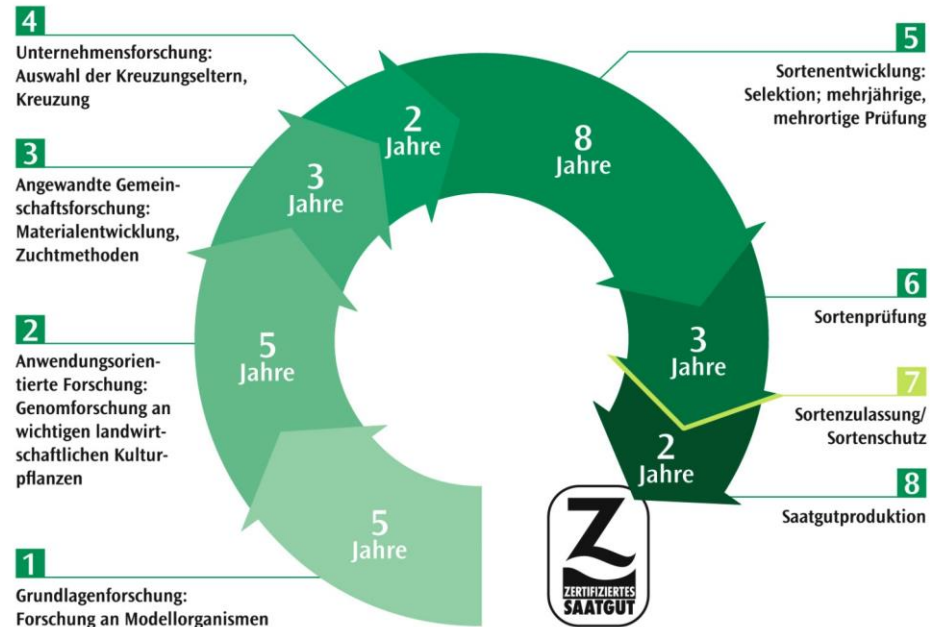 4
Unternehmensforschung:
Auswahl der Kreuzungseltern,
Kreuzung
3
Angewandte Gemein-
schaftsforschung:
Materialentwicklung,
Zuchtmethoden
2
Anwendungsorien-
tierte Forschung:
Genomforschung an
wichtigen landwirt-
schaftlichen Kultur-
pflanzen
1
Grundlagenforschung:
Forschung an Modellorganismen
5
Jahre
5
Jahre
3
Jahre
2
Jahre
8
Jahre
3
Jahre
2
Jahre
5
Sortenentwicklung:
Selektion; mehrjährige,
mehrortige Prüfung
6
Sortenprüfung
7
Sortenzulassung/
Sortenschutz
8
Saatgutproduktion
Z
ZERTIFIZIERTES
SAATGUT